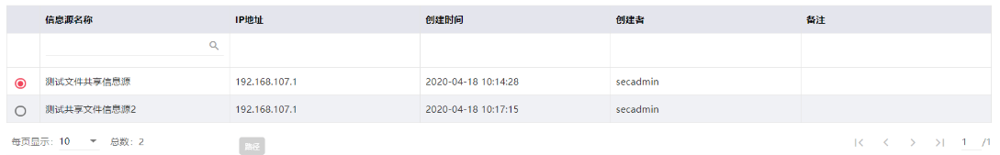 信息源名称 IP地址 创建时间 创建者 备注
测试文件共享信息源 192.168.107.1 2020-04-18 10:14:28 secadmin
测试共享文件信息源2 192.168.107.1 2020-04-18 10:17:15 secadmin
每页显示: 10 总数: 2 路径 1 /1